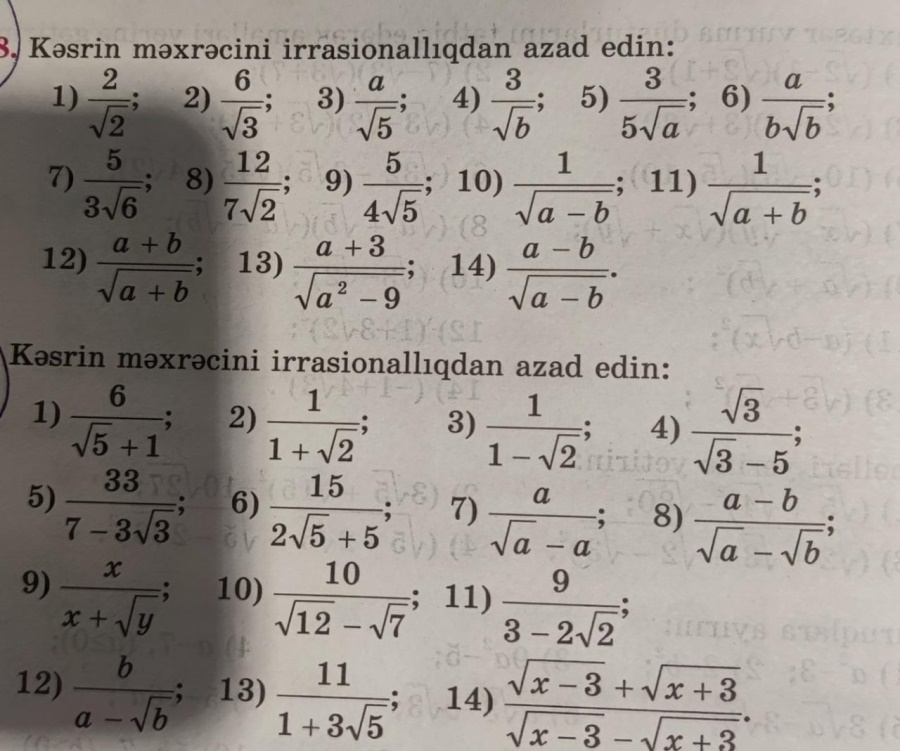 3. Kəsrin məxrəcini irrasionallıqdan azad edin:
1) 2/√2; 2) 6/√3; 3) a/√5; 4) 3/√b; 5) 3/(5√a); 6) a/(b√b);
7) 5/(3√6); 8) 12/(7√2); 9) 5/(4√5); 10) 1/√(a − b); 11) 1/√(a + b);
12) (a + b)/√(a + b); 13) (a + 3)/√(a² − 9); 14) (a − b)/√(a − b).
Kəsrin məxrəcini irrasionallıqdan azad edin:
1) 6/(√5 + 1); 2) 1/(1 + √2); 3) 1/(1 − √2); 4) √3/(√3 − 5);
5) 33/(7 − 3√3); 6) 15/(2√5 + 5); 7) a/(√a − a); 8) (a − b)/(√a − √b);
9) x/(x + √y); 10) 10/(√12 − √7); 11) 9/(3 − 2√2);
12) b/(a − √b); 13) 11/(1 + 3√5); 14) (√(x − 3) + √(x + 3))/(√(x − 3) − √(x + 3)).